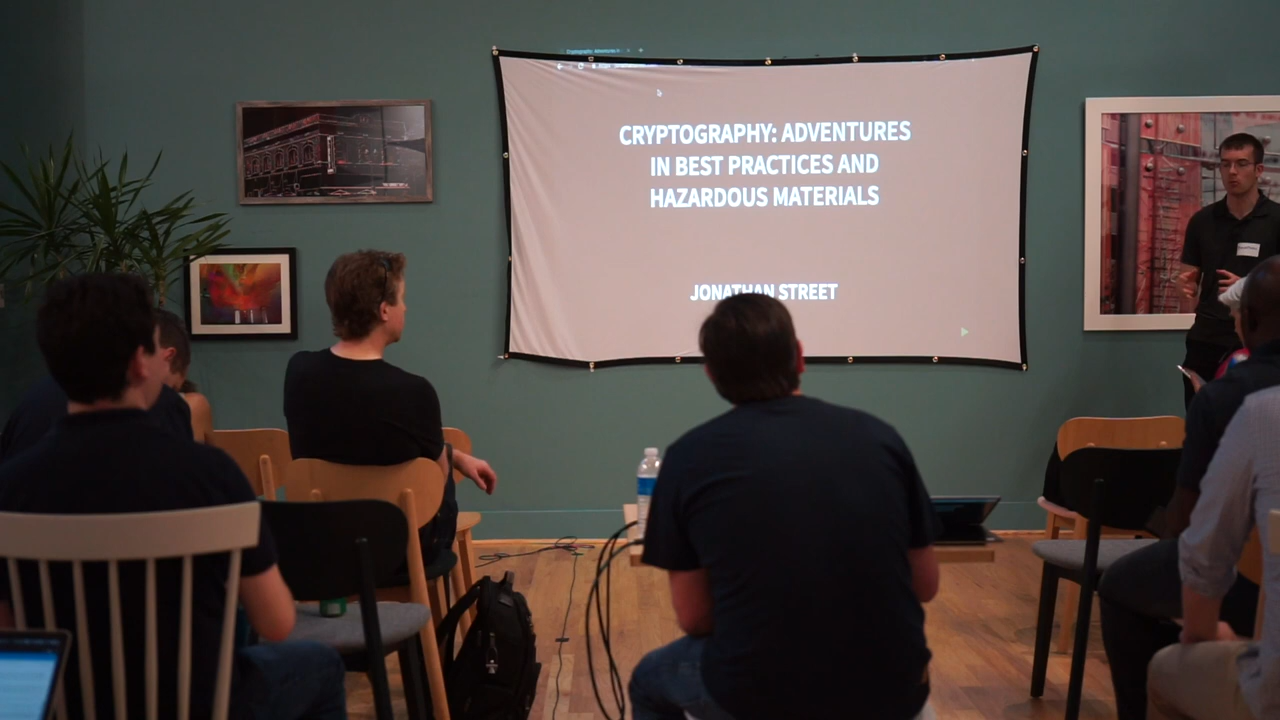 CRYPTOGRAPHY: ADVENTURES
IN BEST PRACTICES AND
HAZARDOUS MATERIALS
JONATHAN STREET